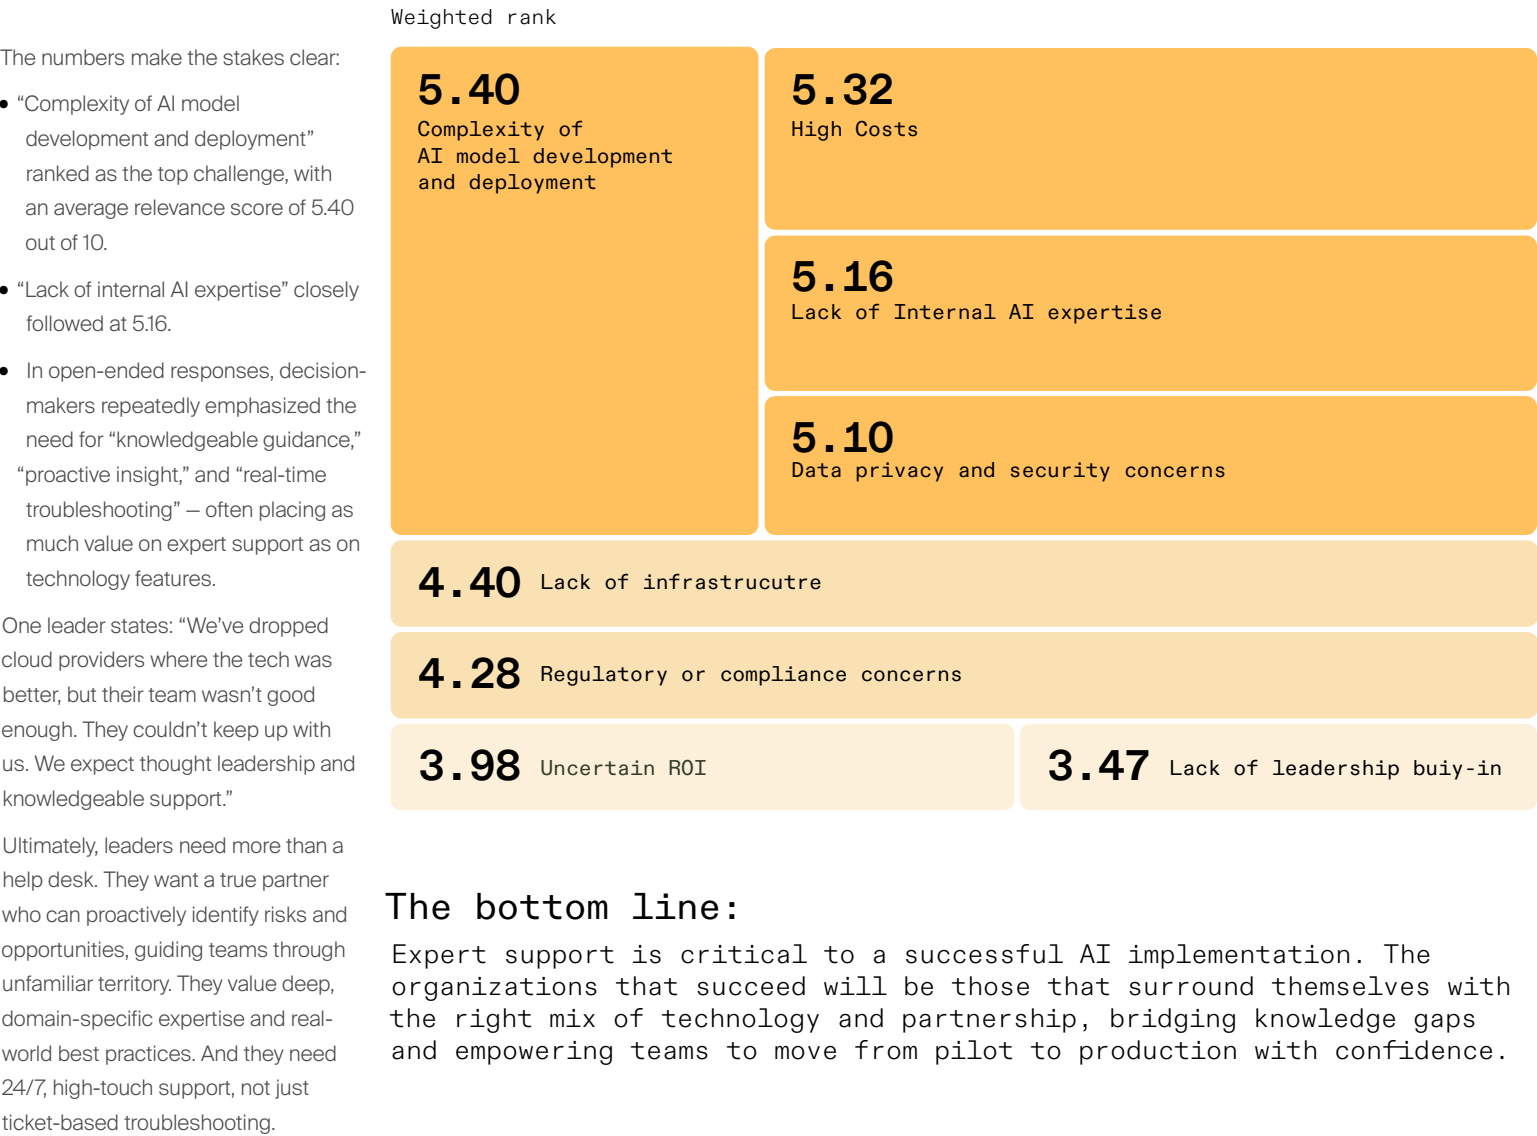 Weighted rank
The numbers make the stakes clear:
• “Complexity of AI model
development and deployment”
ranked as the top challenge, with
an average relevance score of 5.40
out of 10.
• “Lack of internal AI expertise” closely
followed at 5.16.
• In open-ended responses, decision-
makers repeatedly emphasized the
need for “knowledgeable guidance,”
“proactive insight,” and “real-time
troubleshooting” — often placing as
much value on expert support as on
technology features.
One leader states: “We’ve dropped
cloud providers where the tech was
better, but their team wasn’t good
enough. They couldn’t keep up with
us. We expect thought leadership and
knowledgeable support.”
Ultimately, leaders need more than a
help desk. They want a true partner
who can proactively identify risks and
opportunities, guiding teams through
unfamiliar territory. They value deep,
domain-specific expertise and real-
world best practices. And they need
24/7, high-touch support, not just
ticket-based troubleshooting.
5.40
Complexity of
AI model development
and deployment
5.32
High Costs
5.16
Lack of Internal AI expertise
5.10
Data privacy and security concerns
4.40 Lack of infrastrucutre
4.28 Regulatory or compliance concerns
3.98 Uncertain ROI
3.47 Lack of leadership buiy-in
The bottom line:
Expert support is critical to a successful AI implementation. The
organizations that succeed will be those that surround themselves with
the right mix of technology and partnership, bridging knowledge gaps
and empowering teams to move from pilot to production with confidence.